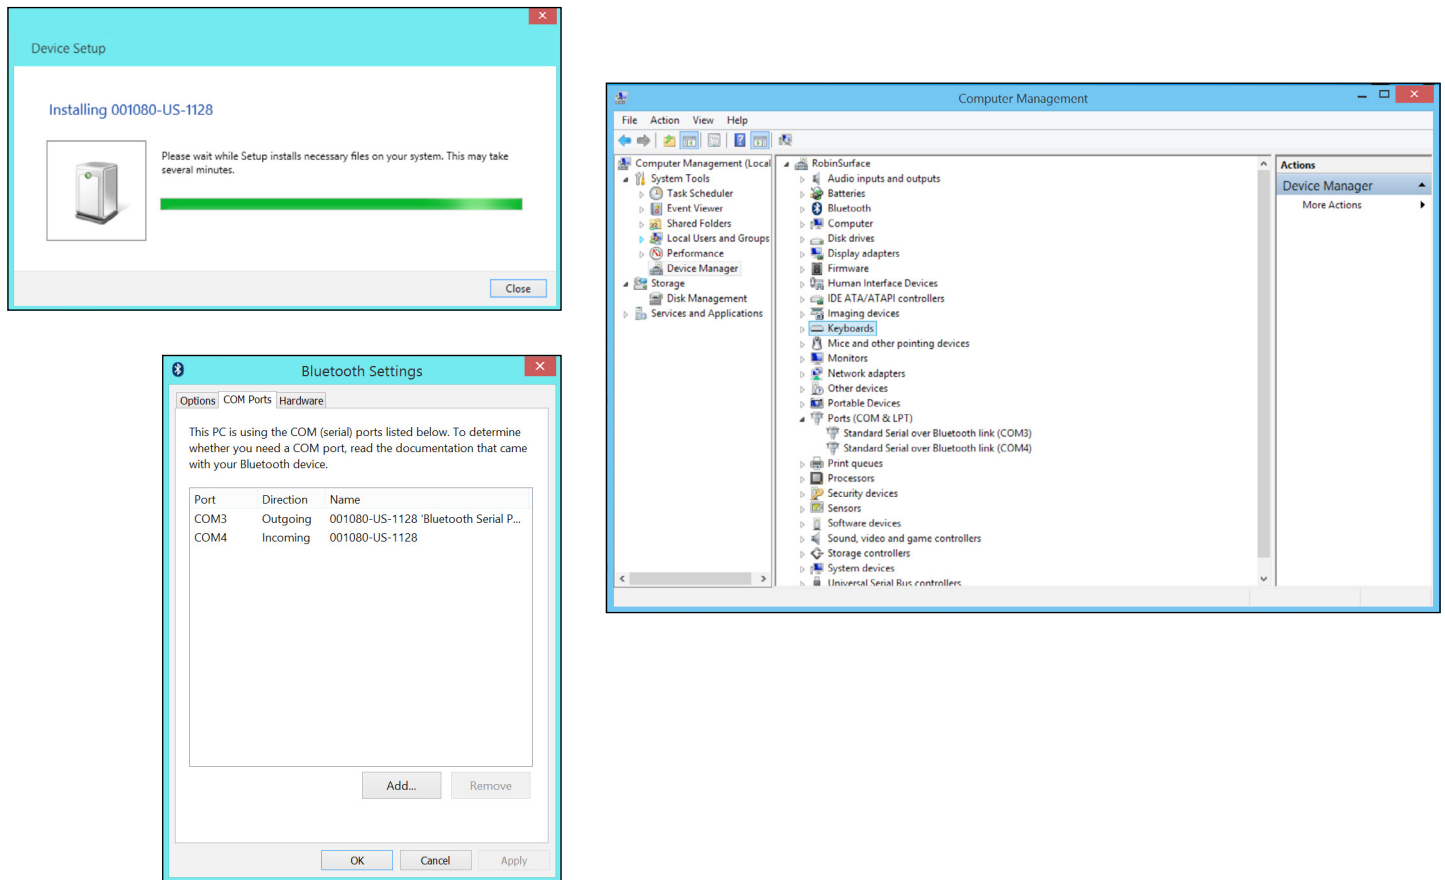 Device Setup
Installing 001080-US-1128
Please wait while Setup installs necessary files on your system. This may take
several minutes.
Close
Bluetooth Settings
Options COM Ports Hardware
This PC is using the COM (serial) ports listed below. To determine
whether you need a COM port, read the documentation that came
with your Bluetooth device.
Port Direction Name
COM3 Outgoing 001080-US-1128 'Bluetooth Serial P...
COM4 Incoming 001080-US-1128
Add... Remove
OK Cancel Apply
Computer Management
File Action View Help
Computer Management (Local
System Tools
Task Scheduler
Event Viewer
Shared Folders
Local Users and Groups
Performance
Device Manager
Storage
Disk Management
Services and Applications
RobinSurface
Audio inputs and outputs
Batteries
Bluetooth
Computer
Disk drives
Display adapters
Firmware
Human Interface Devices
IDE ATA/ATAPI controllers
Imaging devices
Keyboards
Mice and other pointing devices
Monitors
Network adapters
Other devices
Portable Devices
Ports (COM & LPT)
Standard Serial over Bluetooth link (COM3)
Standard Serial over Bluetooth link (COM4)
Print queues
Processors
Security devices
Sensors
Software devices
Sound, video and game controllers
Storage controllers
System devices
Universal Serial Bus controllers
Actions
Device Manager
More Actions